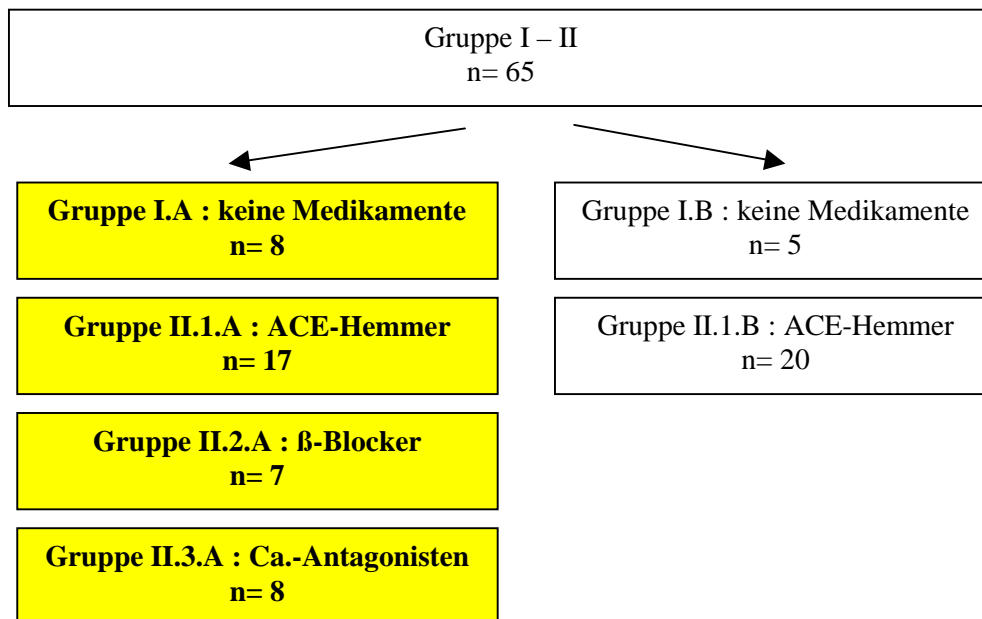 Gruppe I – II
n= 65
Gruppe I.A : keine Medikamente
n= 8
Gruppe I.B : keine Medikamente
n= 5
Gruppe II.1.A : ACE-Hemmer
n= 17
Gruppe II.1.B : ACE-Hemmer
n= 20
Gruppe II.2.A : ß-Blocker
n= 7
Gruppe II.3.A : Ca.-Antagonisten
n= 8